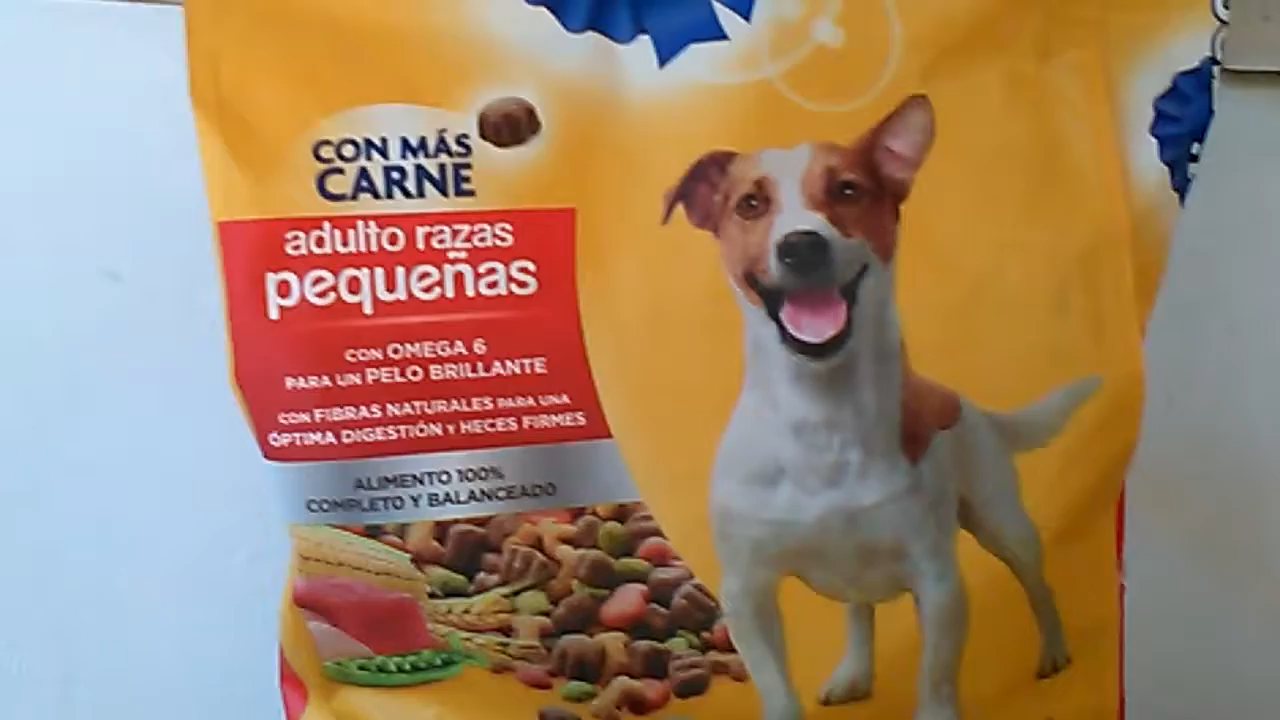 CON MÁS
CARNE
adulto razas
pequeñas
CON OMEGA 6
PARA UN PELO BRILLANTE
CON FIBRAS NATURALES PARA UNA
ÓPTIMA DIGESTIÓN Y HECES FIRMES
ALIMENTO 100%
COMPLETO Y BALANCEADO